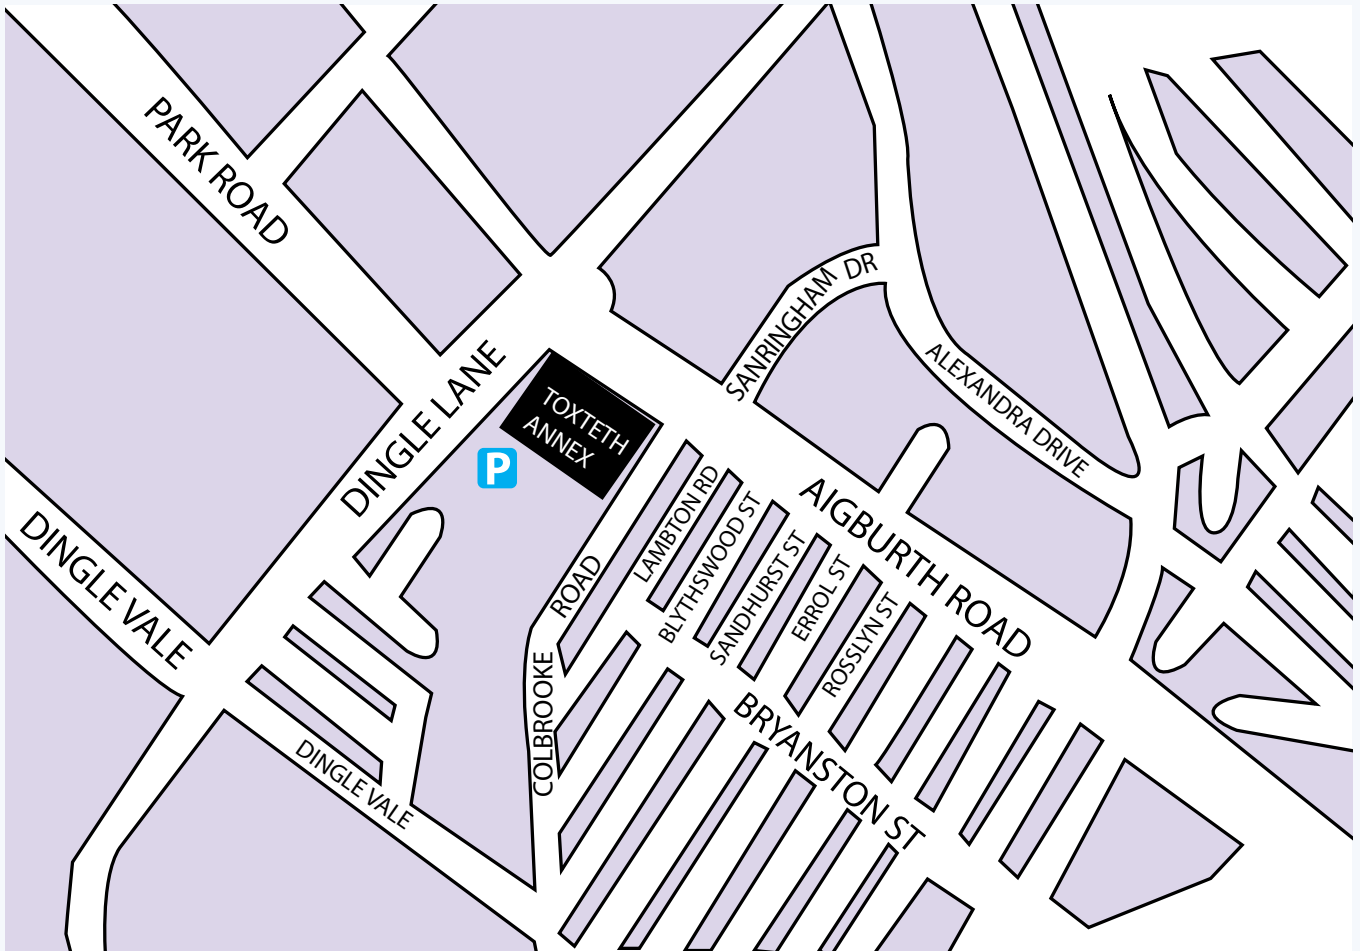 PARK ROAD
SANRINGHAM DR
DINGLE LANE
ALEXANDRA DRIVE
TOXTETH
ANNEX
P
AIGBURTH ROAD
LAMBTON RD
BLYTHSWOOD ST
SANDHURST ST
ERROL ST
ROSSLYN ST
DINGLE VALE
COLBROOKE ROAD
BRYANSTON ST
DINGLE VALE